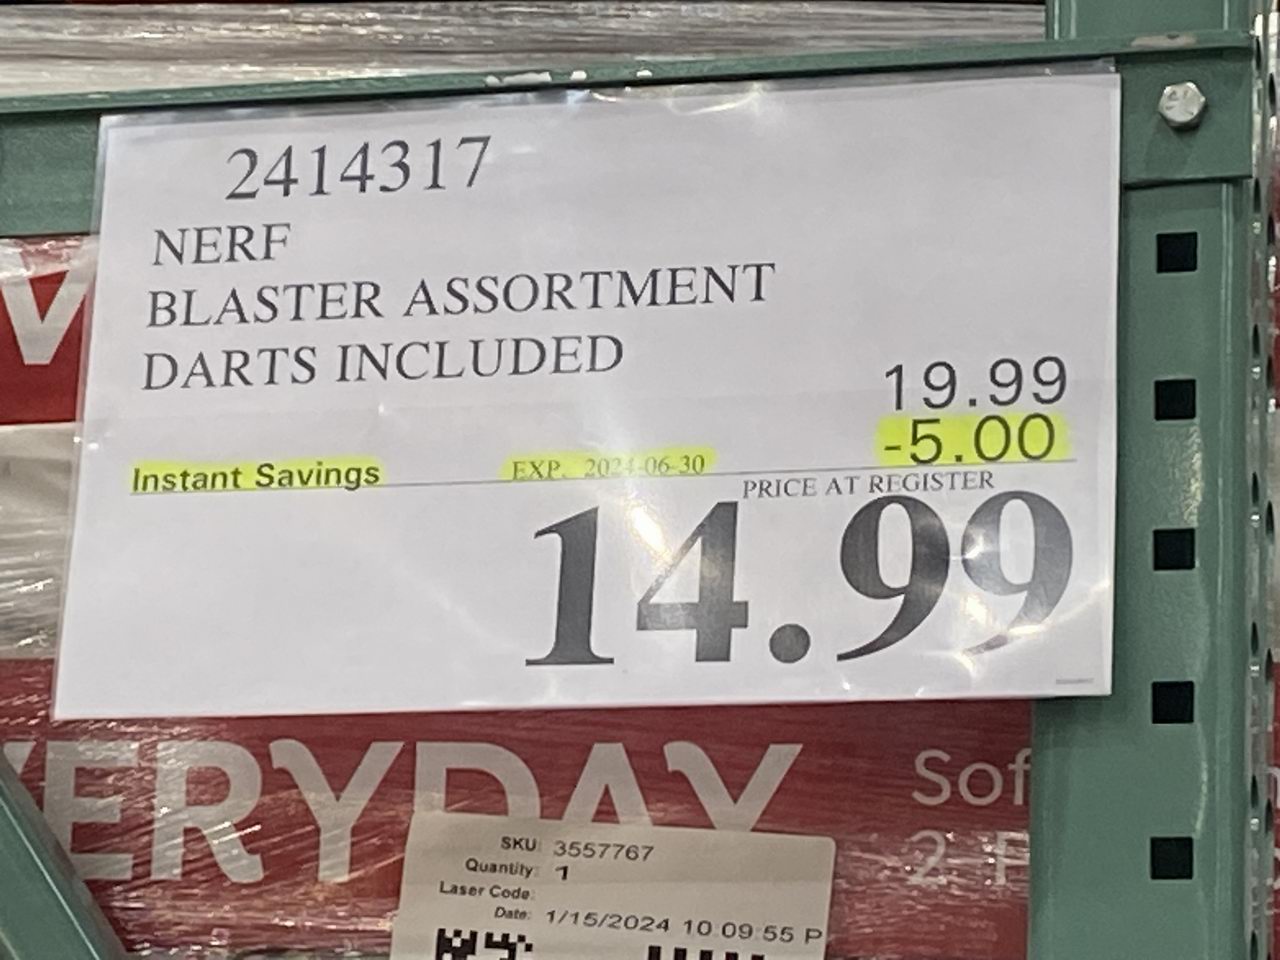 2414317
NERF
BLASTER ASSORTMENT
DARTS INCLUDED
19.99
-5.00
Instant Savings EXP. 2024-06-30
PRICE AT REGISTER
14.99
V
ERYDAY
Sof
2
SKU: 3557767
Quantity: 1
Laser Code:
Date: 1/15/2024 10:09:55 P